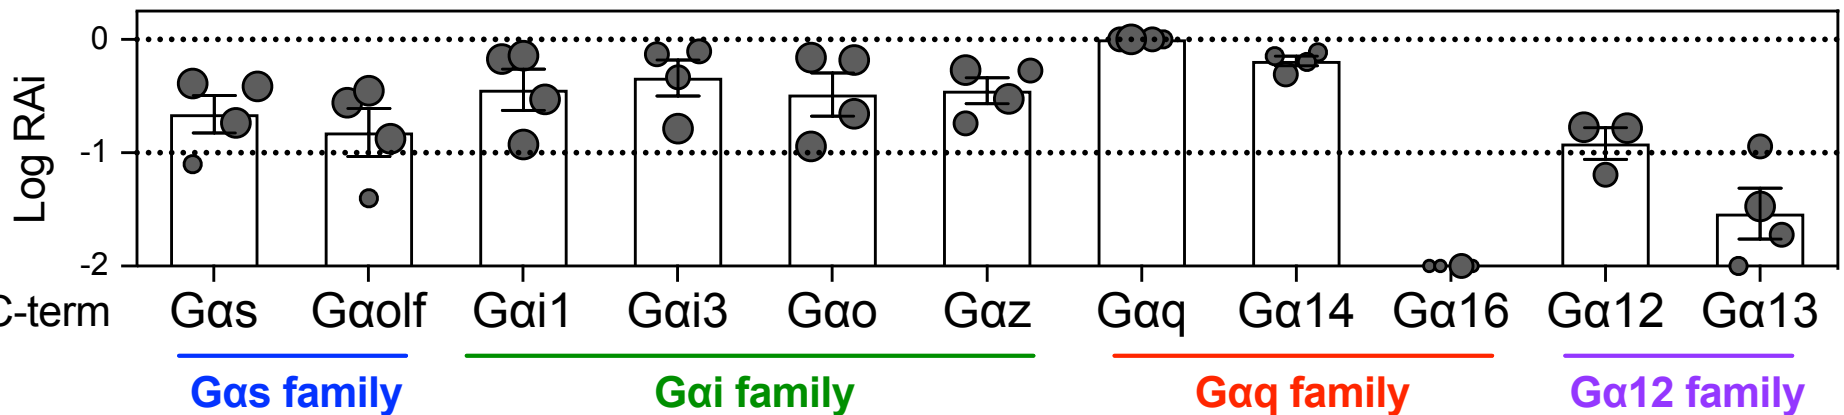 Log RAi
0
-1
-2
C-term Gαs Gαolf Gαi1 Gαi3 Gαo Gαz Gαq Gα14 Gα16 Gα12 Gα13
Gαs family Gαi family Gαq family Gα12 family